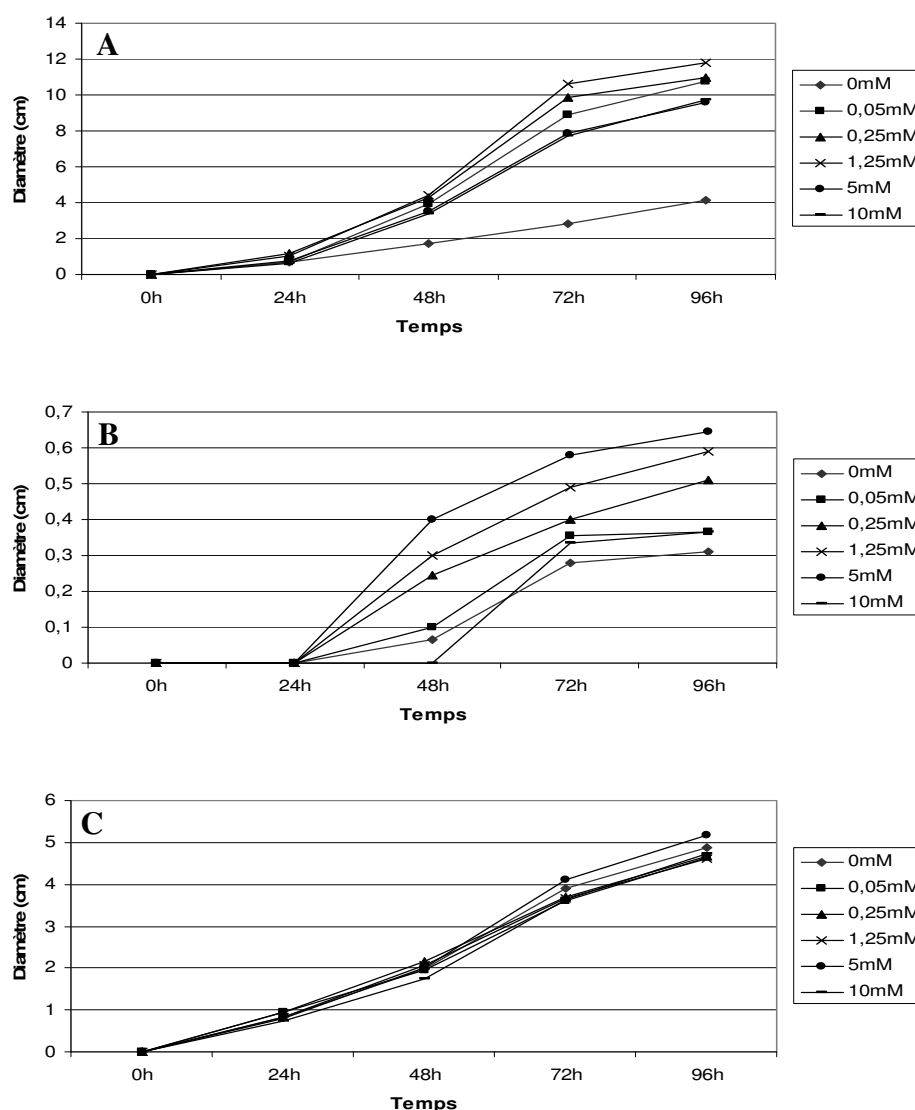 A
14
12
10
8
6
4
2
0
Diamètre (cm)
0h 24h 48h 72h 96h
Temps
0mM
0,05mM
0,25mM
1,25mM
5mM
10mM
B
0,7
0,6
0,5
0,4
0,3
0,2
0,1
0
Diamètre (cm)
0h 24h 48h 72h 96h
Temps
0mM
0,05mM
0,25mM
1,25mM
5mM
10mM
C
6
5
4
3
2
1
0
Diamètre (cm)
0h 24h 48h 72h 96h
Temps
0mM
0,05mM
0,25mM
1,25mM
5mM
10mM